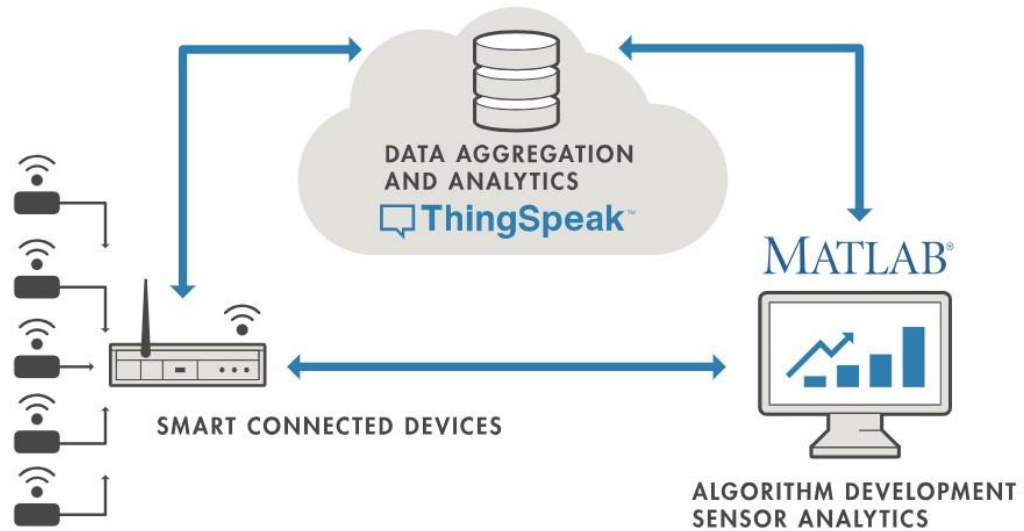 DATA AGGREGATION
AND ANALYTICS
ThingSpeak™
MATLAB®
SMART CONNECTED DEVICES
ALGORITHM DEVELOPMENT
SENSOR ANALYTICS